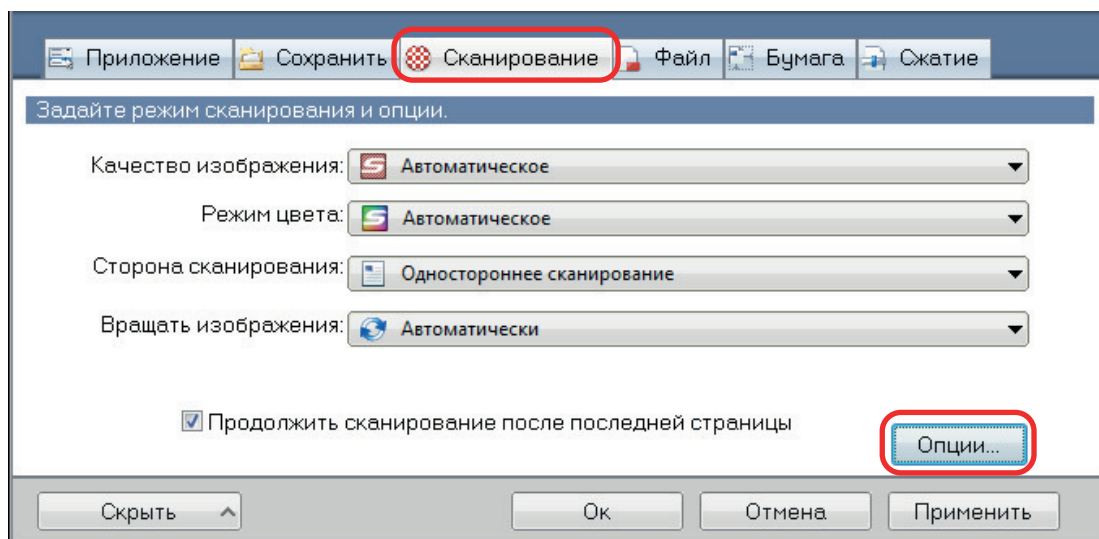 Приложение Сохранить Сканирование Файл Бумага Сжатие
Задайте режим сканирования и опции.
Качество изображения: Автоматическое
Режим цвета: Автоматическое
Сторона сканирования: Одностороннее сканирование
Вращать изображения: Автоматически
Продолжить сканирование после последней страницы
Опции...
Скрыть Ок Отмена Применить